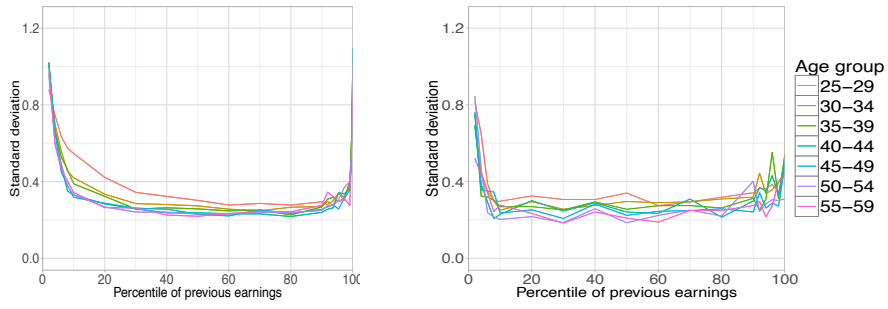 1.2
0.8
0.4
0.0
Standard deviation
0 20 40 60 80 100
Percentile of previous earnings
1.2
0.8
0.4
0.0
Standard deviation
0 20 40 60 80 100
Percentile of previous earnings
Age group
25−29
30−34
35−39
40−44
45−49
50−54
55−59